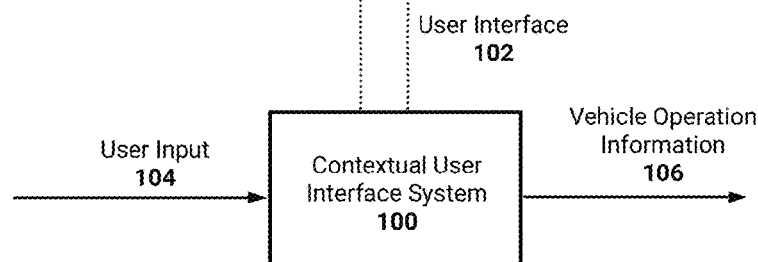 User Interface
102
Vehicle Operation
Information
106
User Input
104
Contextual User
Interface System
100